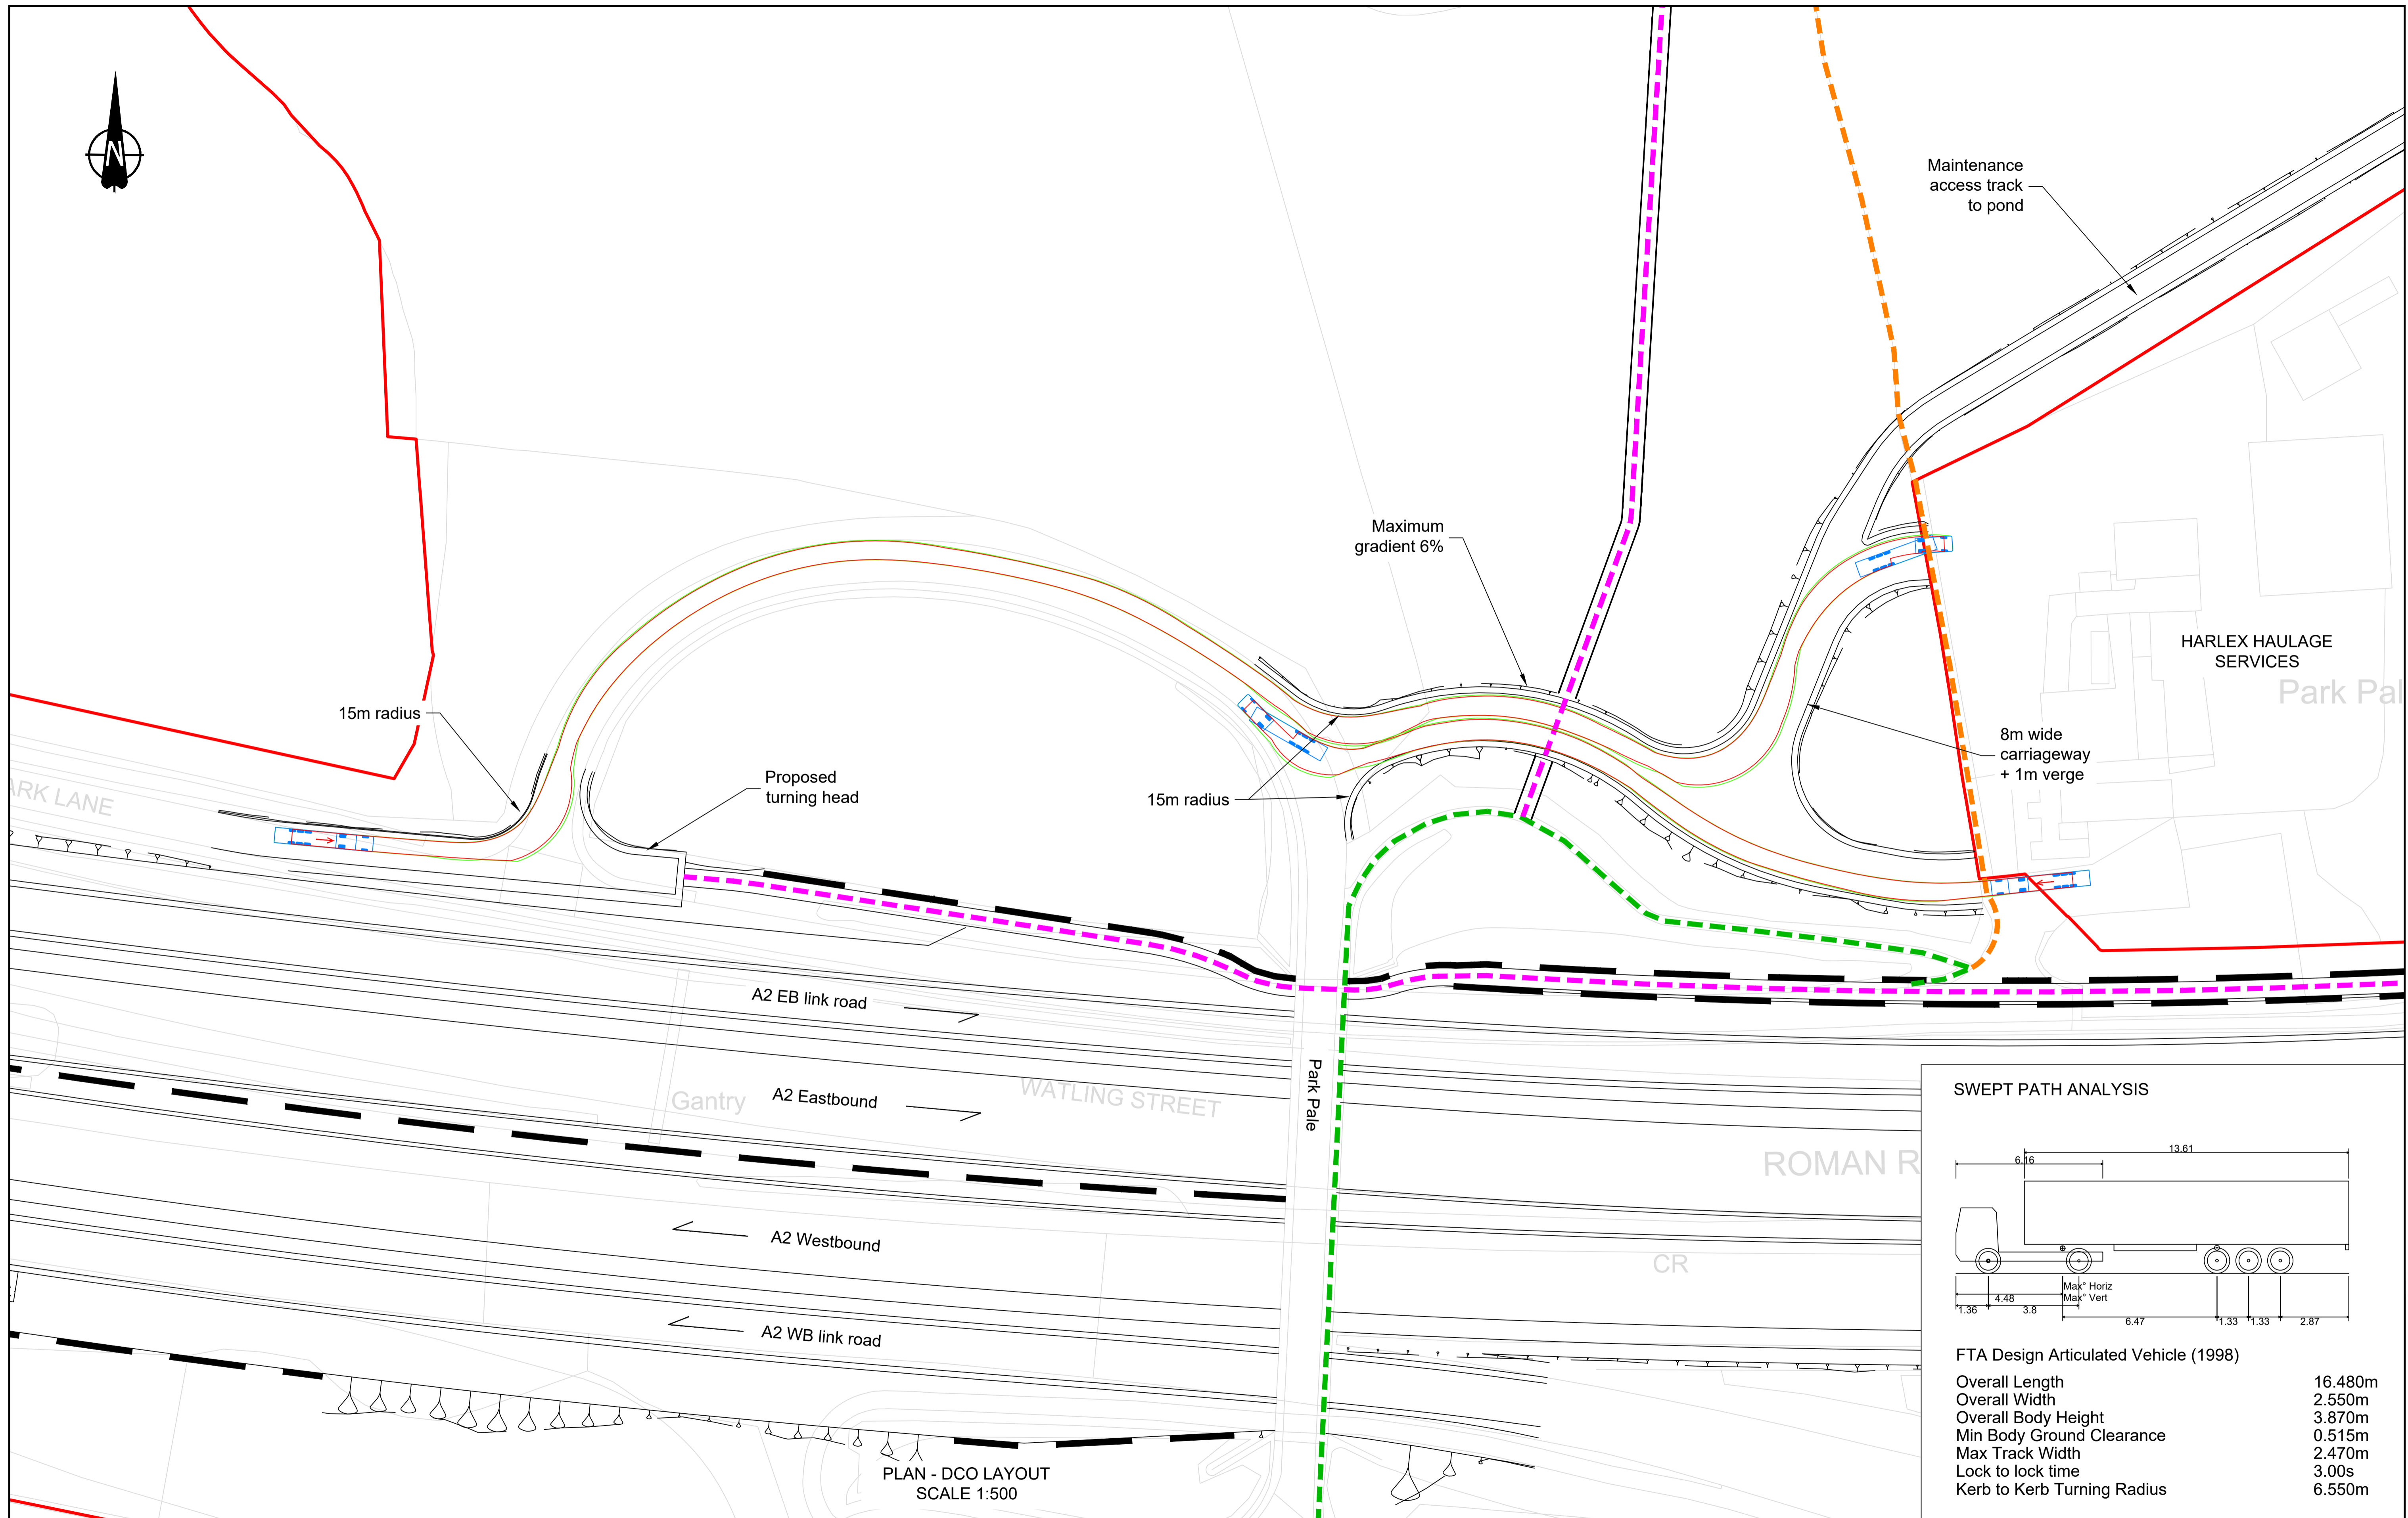 N
Maintenance
access track
to pond
Maximum
gradient 6%
HARLEX HAULAGE
SERVICES
Park Pal
15m radius
8m wide
carriageway
+ 1m verge
Proposed
turning head
15m radius
ARK LANE
A2 EB link road
Park Pale
Gantry
A2 Eastbound
WATLING STREET
ROMAN R
A2 Westbound
CR
A2 WB link road
PLAN - DCO LAYOUT
SCALE 1:500
SWEPT PATH ANALYSIS
13.61
6.16
Max° Horiz
Max° Vert
4.48
1.36
3.8
6.47
1.33
1.33
2.87
FTA Design Articulated Vehicle (1998)
Overall Length 16.480m
Overall Width 2.550m
Overall Body Height 3.870m
Min Body Ground Clearance 0.515m
Max Track Width 2.470m
Lock to lock time 3.00s
Kerb to Kerb Turning Radius 6.550m